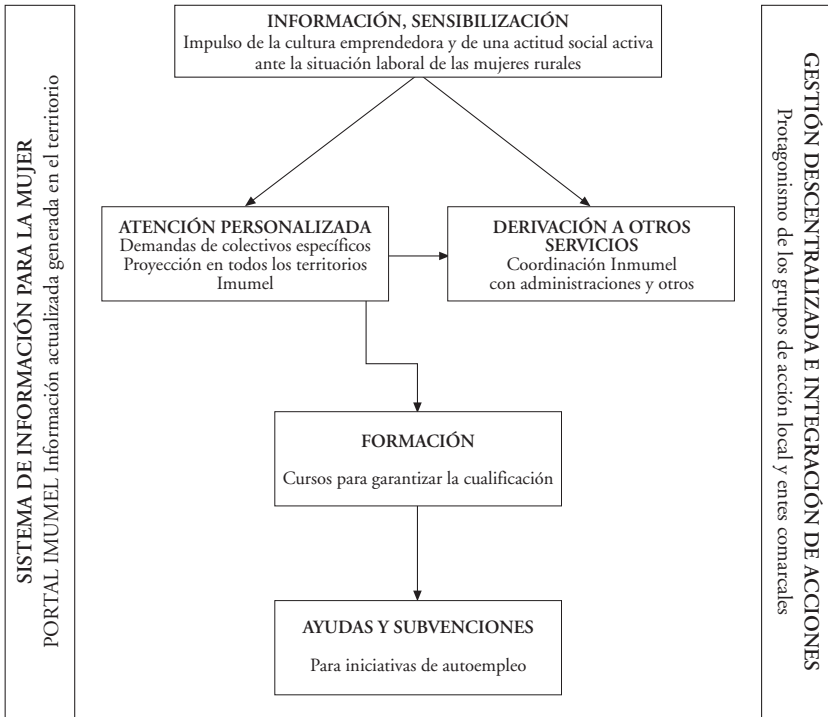 INFORMACIÓN, SENSIBILIZACIÓN
Impulso de la cultura emprendedora y de una actitud social activa
ante la situación laboral de las mujeres rurales
SISTEMA DE INFORMACIÓN PARA LA MUJER
PORTAL IMUMEL Información actualizada generada en el territorio
ATENCIÓN PERSONALIZADA
Demandas de colectivos específicos
Proyección en todos los territorios
Imumel
DERIVACIÓN A OTROS
SERVICIOS
Coordinación Inmumel
con administraciones y otros
FORMACIÓN
Cursos para garantizar la cualificación
AYUDAS Y SUBVENCIONES
Para iniciativas de autoempleo
GESTIÓN DESCENTRALIZADA E INTEGRACIÓN DE ACCIONES
Protagonismo de los grupos de acción local y entes comarcales